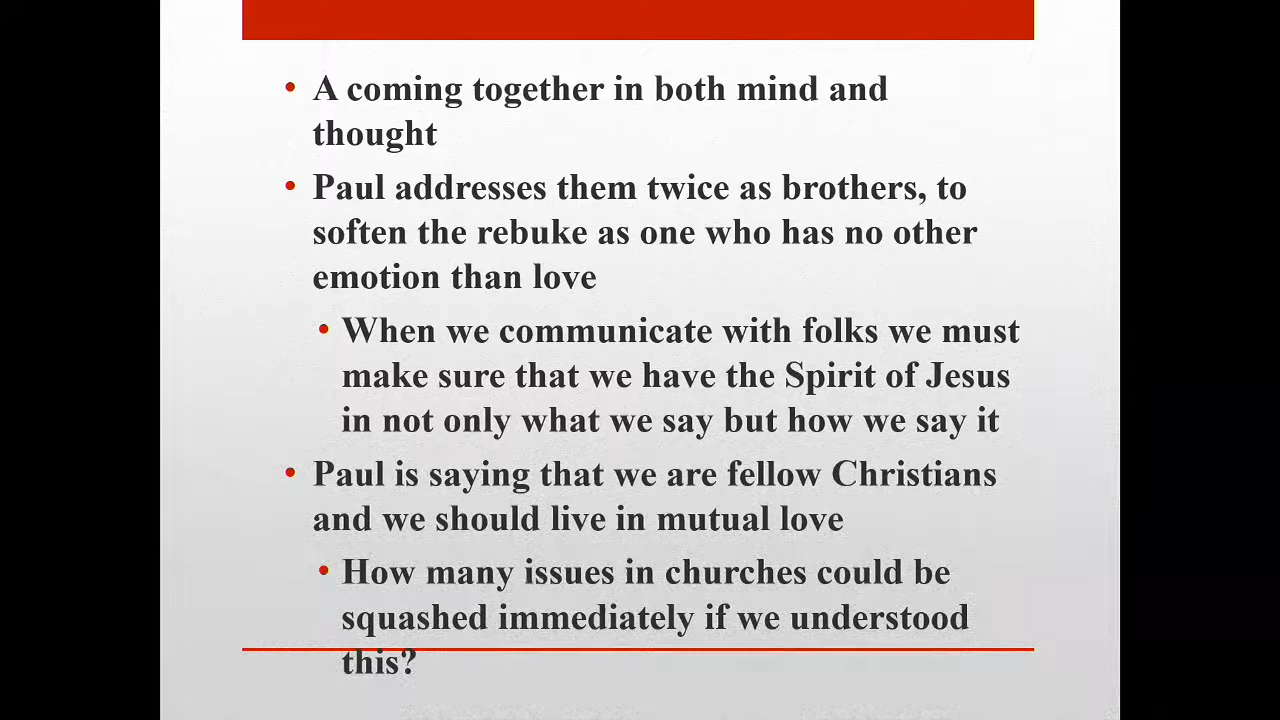 • A coming together in both mind and
thought
• Paul addresses them twice as brothers, to
soften the rebuke as one who has no other
emotion than love
• When we communicate with folks we must
make sure that we have the Spirit of Jesus
in not only what we say but how we say it
• Paul is saying that we are fellow Christians
and we should live in mutual love
• How many issues in churches could be
squashed immediately if we understood
this?